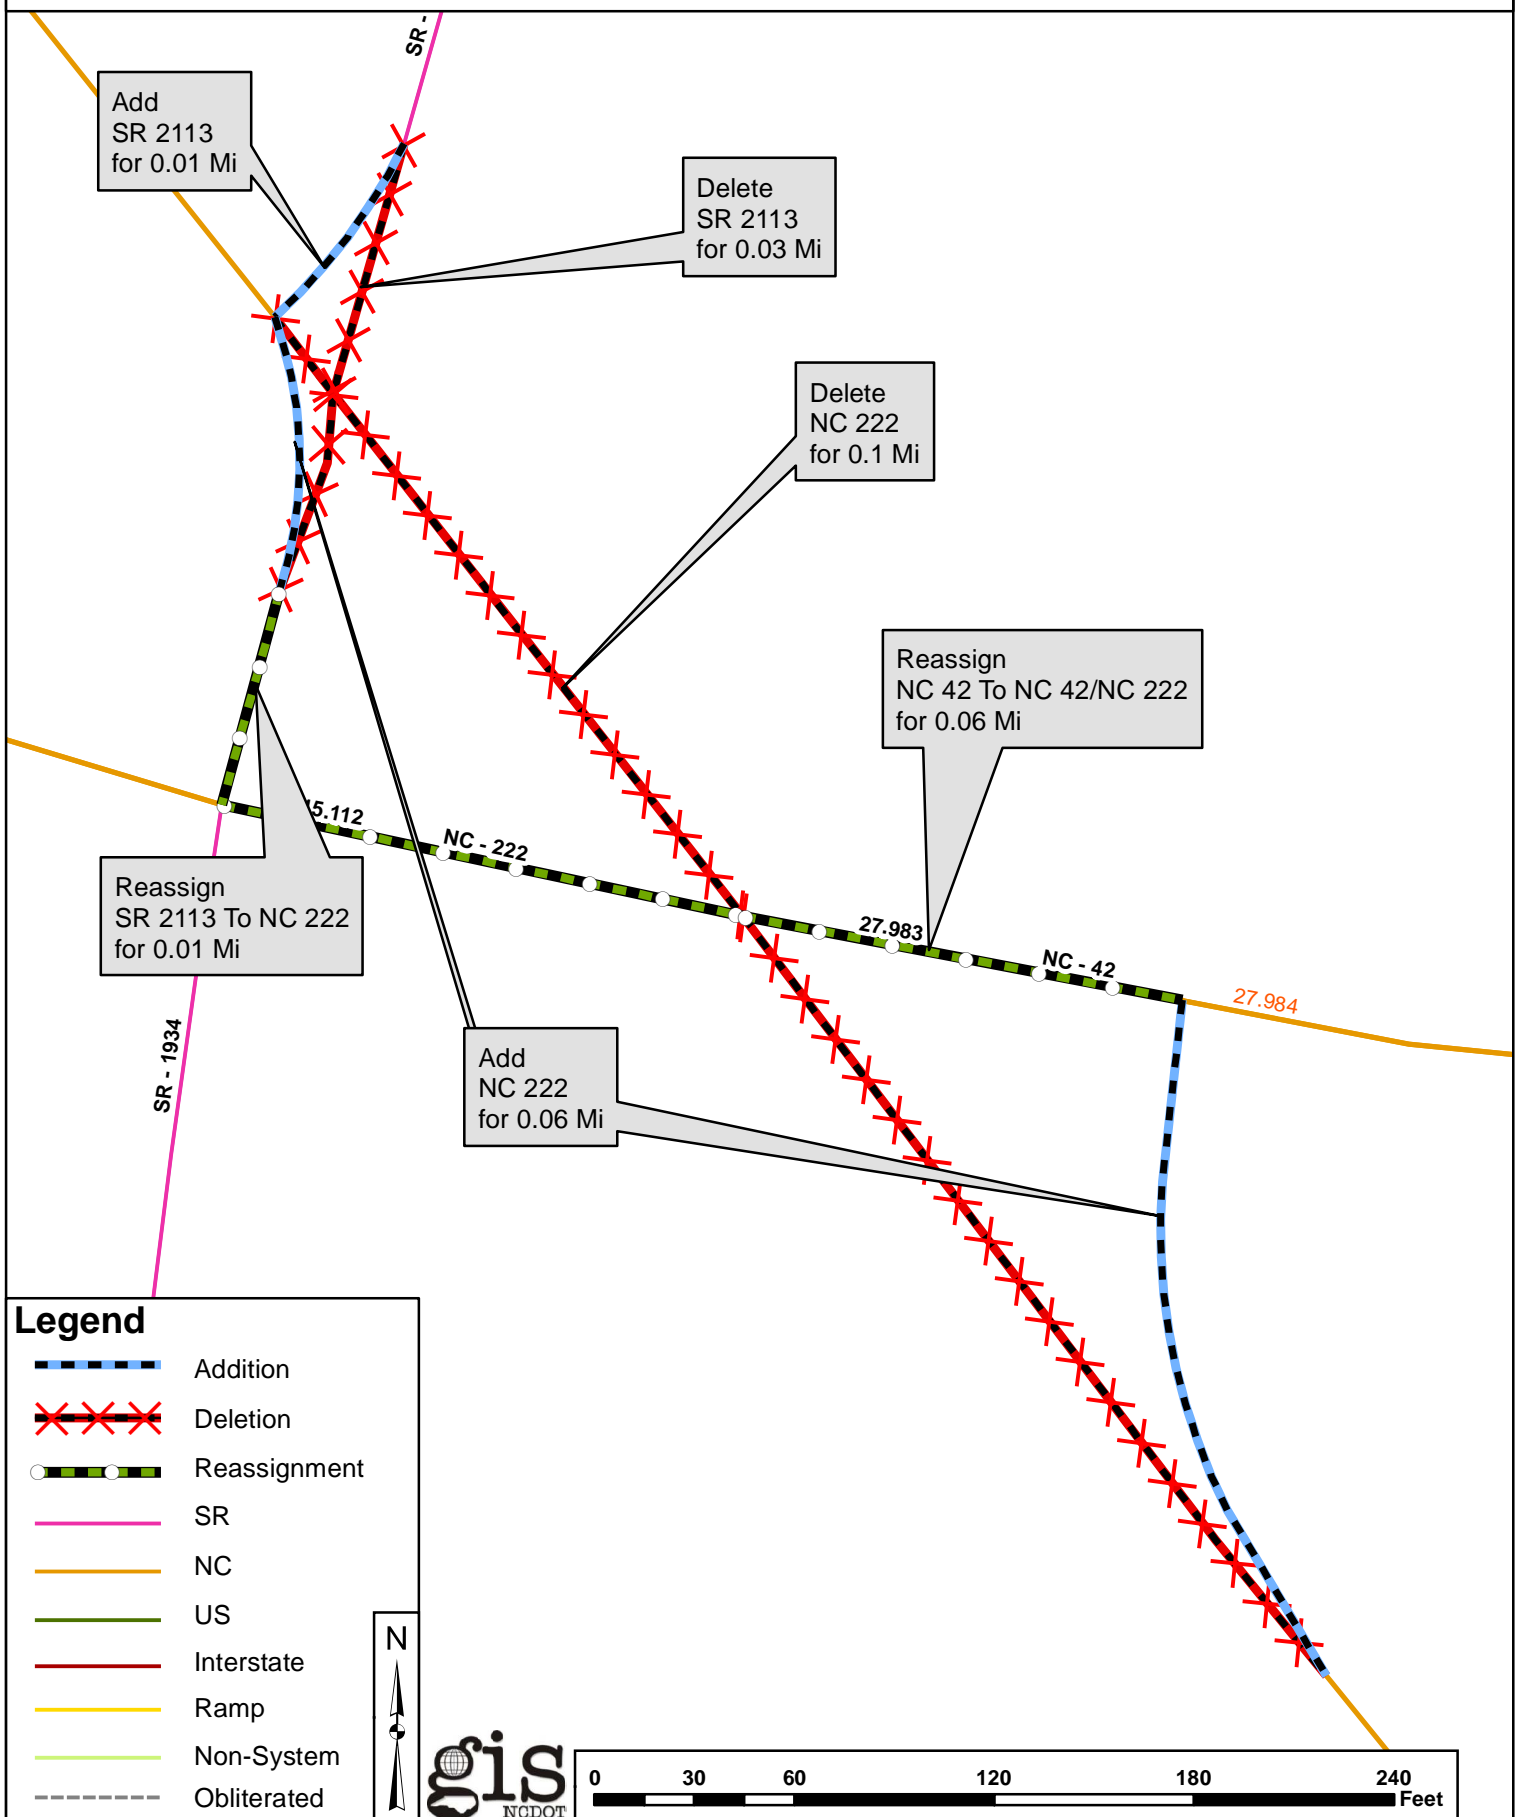 SR -
Add
SR 2113
for 0.01 Mi
Delete
SR 2113
for 0.03 Mi
Delete
NC 222
for 0.1 Mi
Reassign
NC 42 To NC 42/NC 222
for 0.06 Mi
5.112
NC - 222
27.983
NC - 42
27.984
Reassign
SR 2113 To NC 222
for 0.01 Mi
SR - 1934
Add
NC 222
for 0.06 Mi
Legend
Addition
Deletion
Reassignment
SR
NC
US
Interstate
Ramp
Non-System
Obliterated
N
gis
NCDOT
0 30 60 120 180 240
Feet